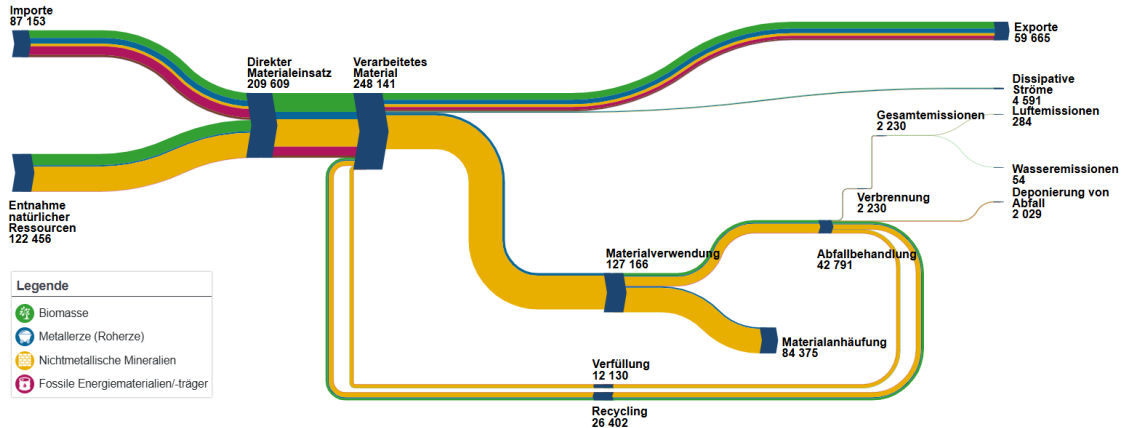 Importe
87 153
Exporte
59 665
Direkter
Materialeinsatz
209 609
Verarbeitetes
Material
248 141
Dissipative
Ströme
4 591
Luftemissionen
284
Gesamtemissionen
2 230
Wasseremissionen
54
Verbrennung
2 230
Deponierung von
Abfall
2 029
Entnahme
natürlicher
Ressourcen
122 456
Materialverwendung
127 166
Abfallbehandlung
42 791
Legende
Biomasse
Metallerze (Roherze)
Nichtmetallische Mineralien
Fossile Energiematerialien/-träger
Materialanhäufung
84 375
Verfüllung
12 130
Recycling
26 402